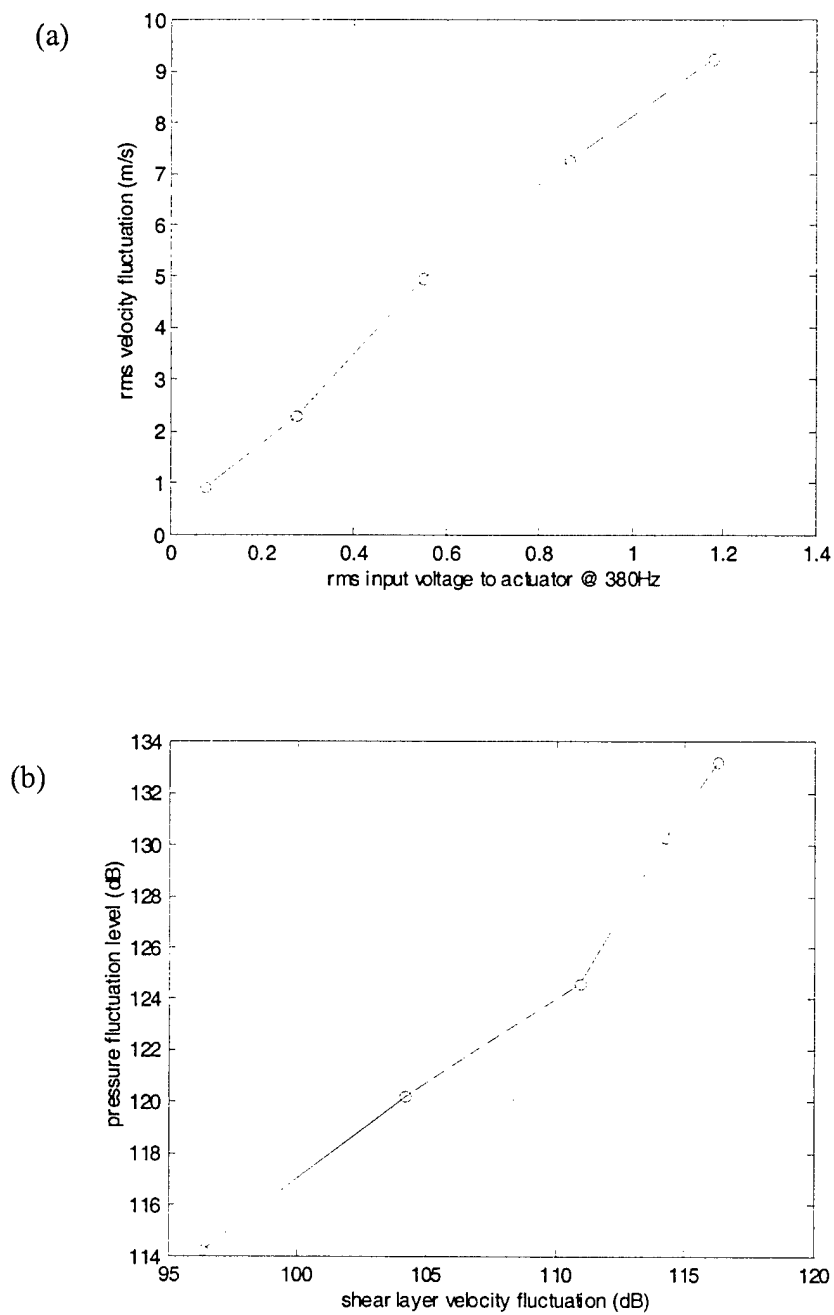 (a)
10
9
8
7
6
5
4
3
2
1
0
rms velocity fluctuation (m/s)
0 0.2 0.4 0.6 0.8 1 1.2 1.4
rms input voltage to actuator @ 380Hz
(b)
134
132
130
128
126
124
122
120
118
116
114
pressure fluctuation level (dB)
95 100 105 110 115 120
shear layer velocity fluctuation (dB)